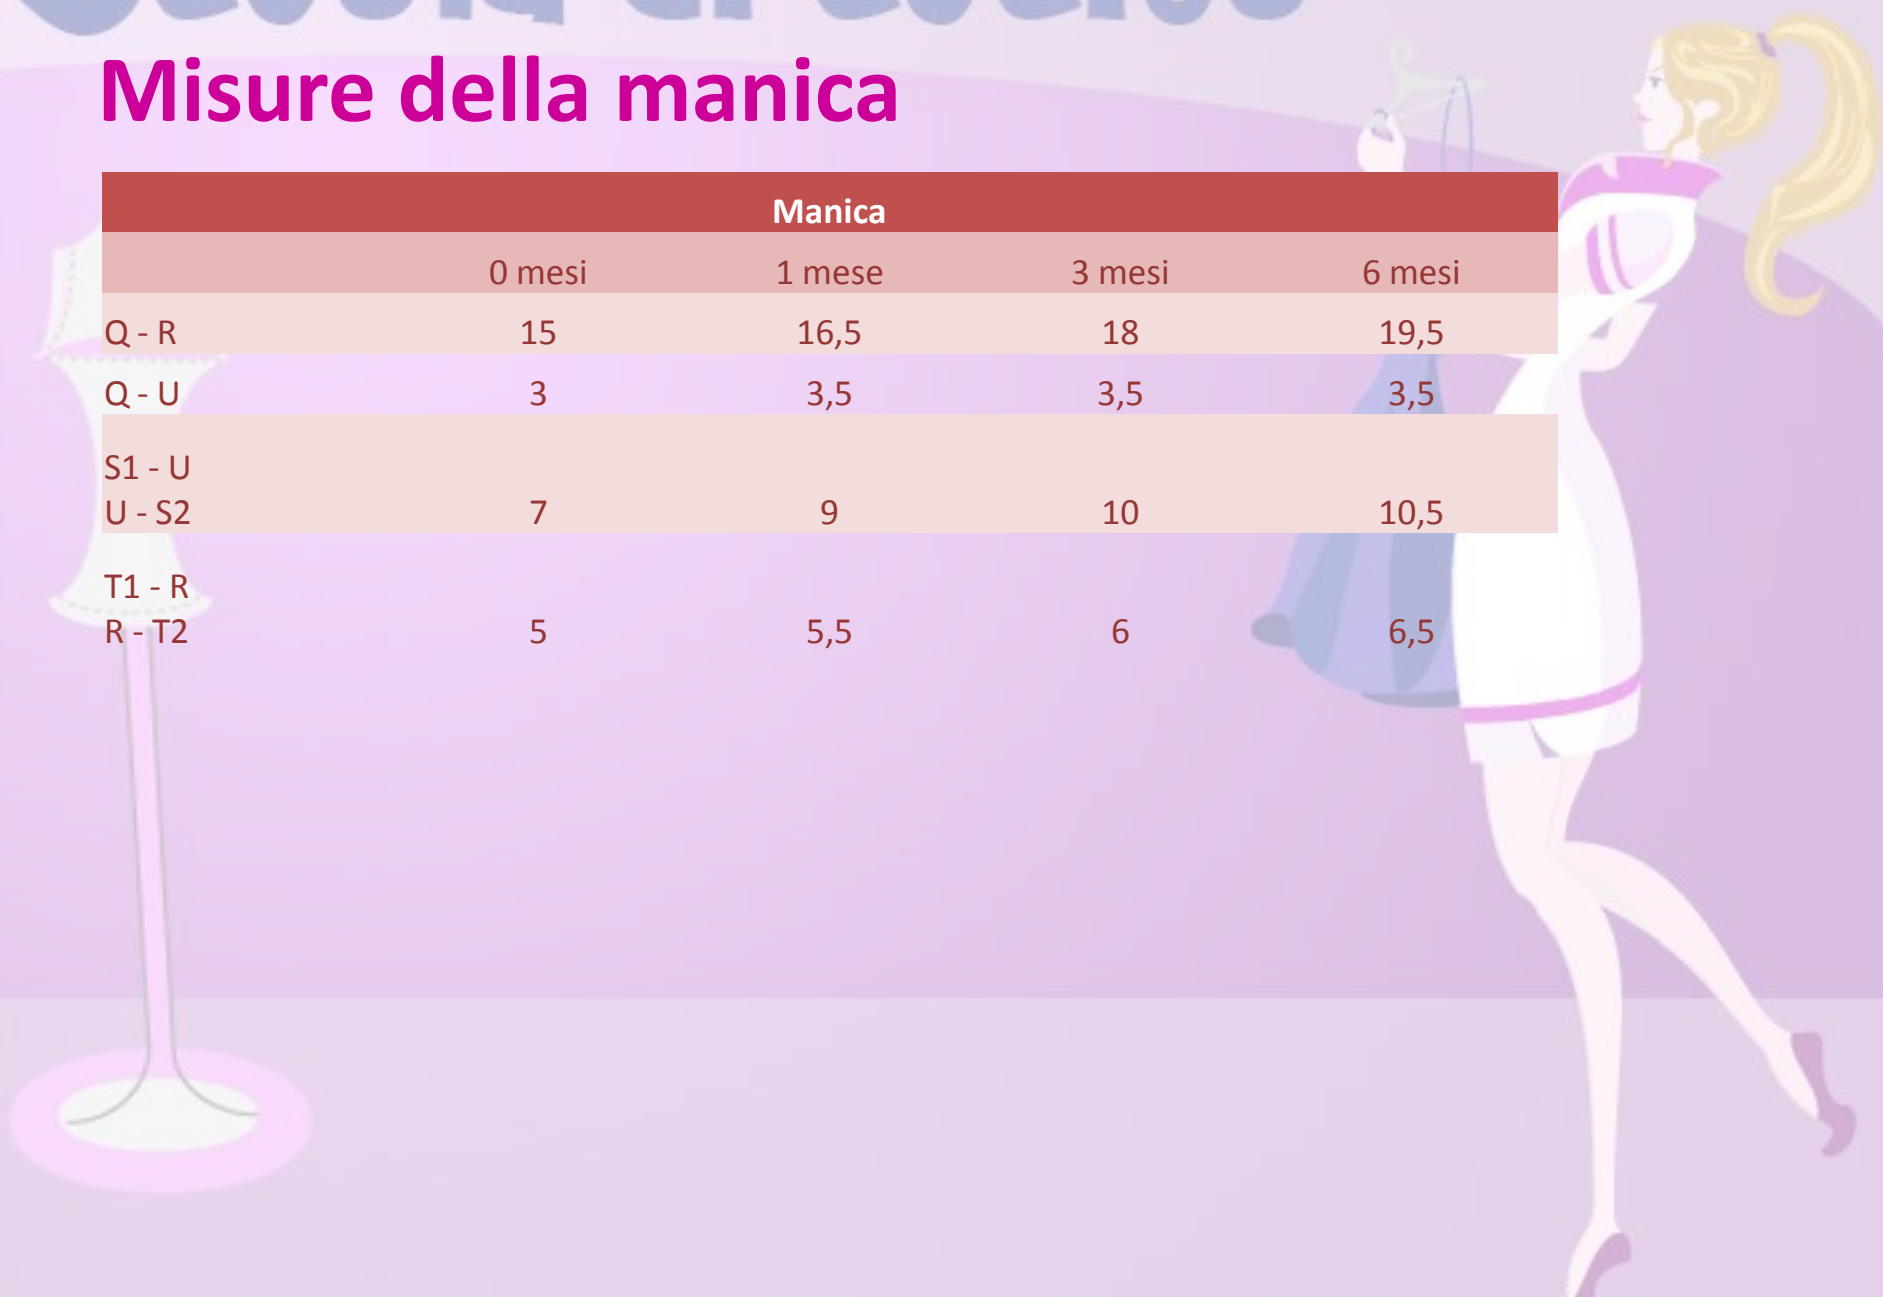 Misure della manica
Manica
0 mesi 1 mese 3 mesi 6 mesi
Q - R 15 16,5 18 19,5
Q - U 3 3,5 3,5 3,5
S1 - U
U - S2 7 9 10 10,5
T1 - R
R - T2 5 5,5 6 6,5